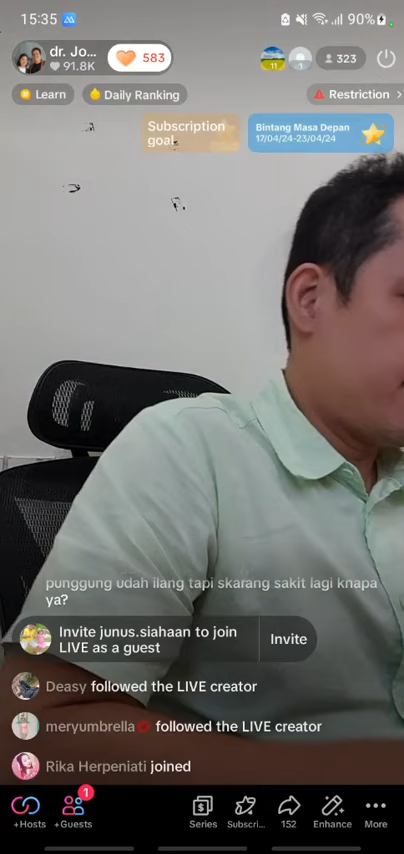 15:35
90%
dr. Jo...
91.8K
583
11
1
323
Learn
Daily Ranking
Restriction
Subscription
goal
Bintang Masa Depan
17/04/24-23/04/24
punggung udah ilang tapi skarang sakit lagi knapa
ya?
Invite junus.siahaan to join
LIVE as a guest
Invite
Deasy followed the LIVE creator
meryumbrella followed the LIVE creator
Rika Herpeniati joined
1
+Hosts
+Guests
Series
Subscri...
152
Enhance
More